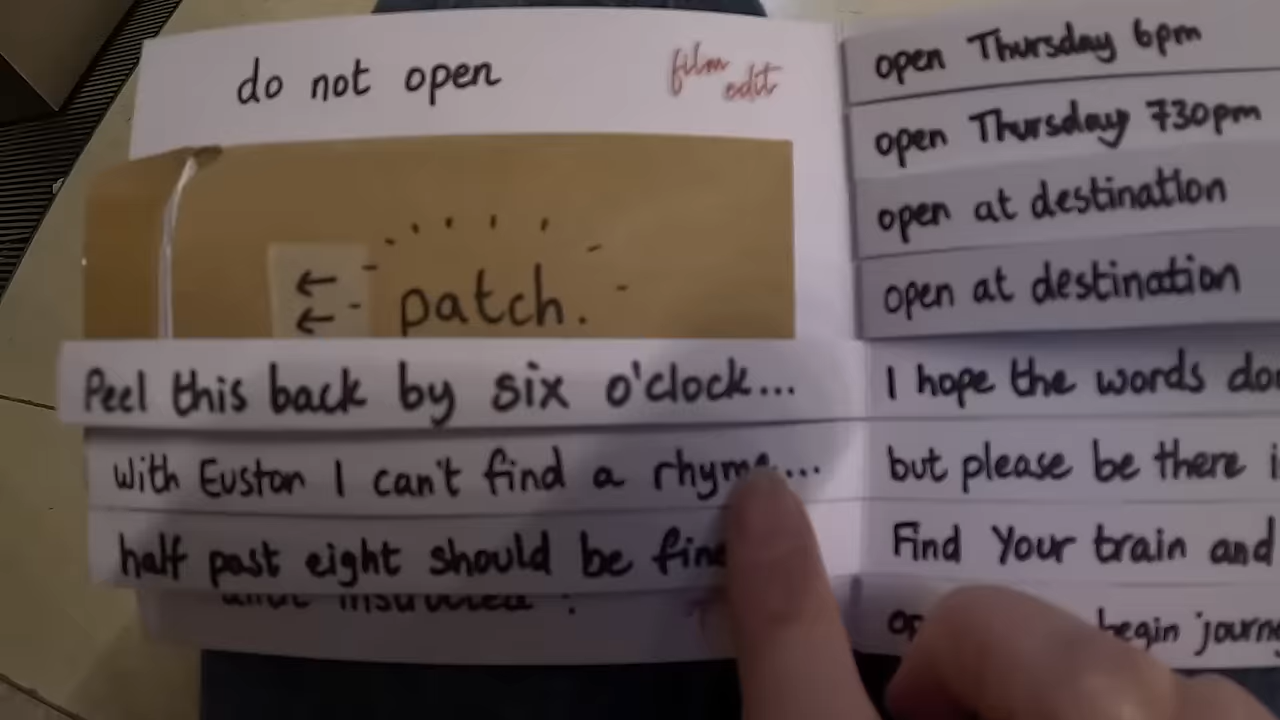 do not open
film
edit
patch.
Peel this back by six o'clock...
with Euston I can't find a rhyme...
half past eight should be fine
open Thursday 6pm
open Thursday 730pm
open at destination
open at destination
I hope the words
but please be there
Find Your train and
begin